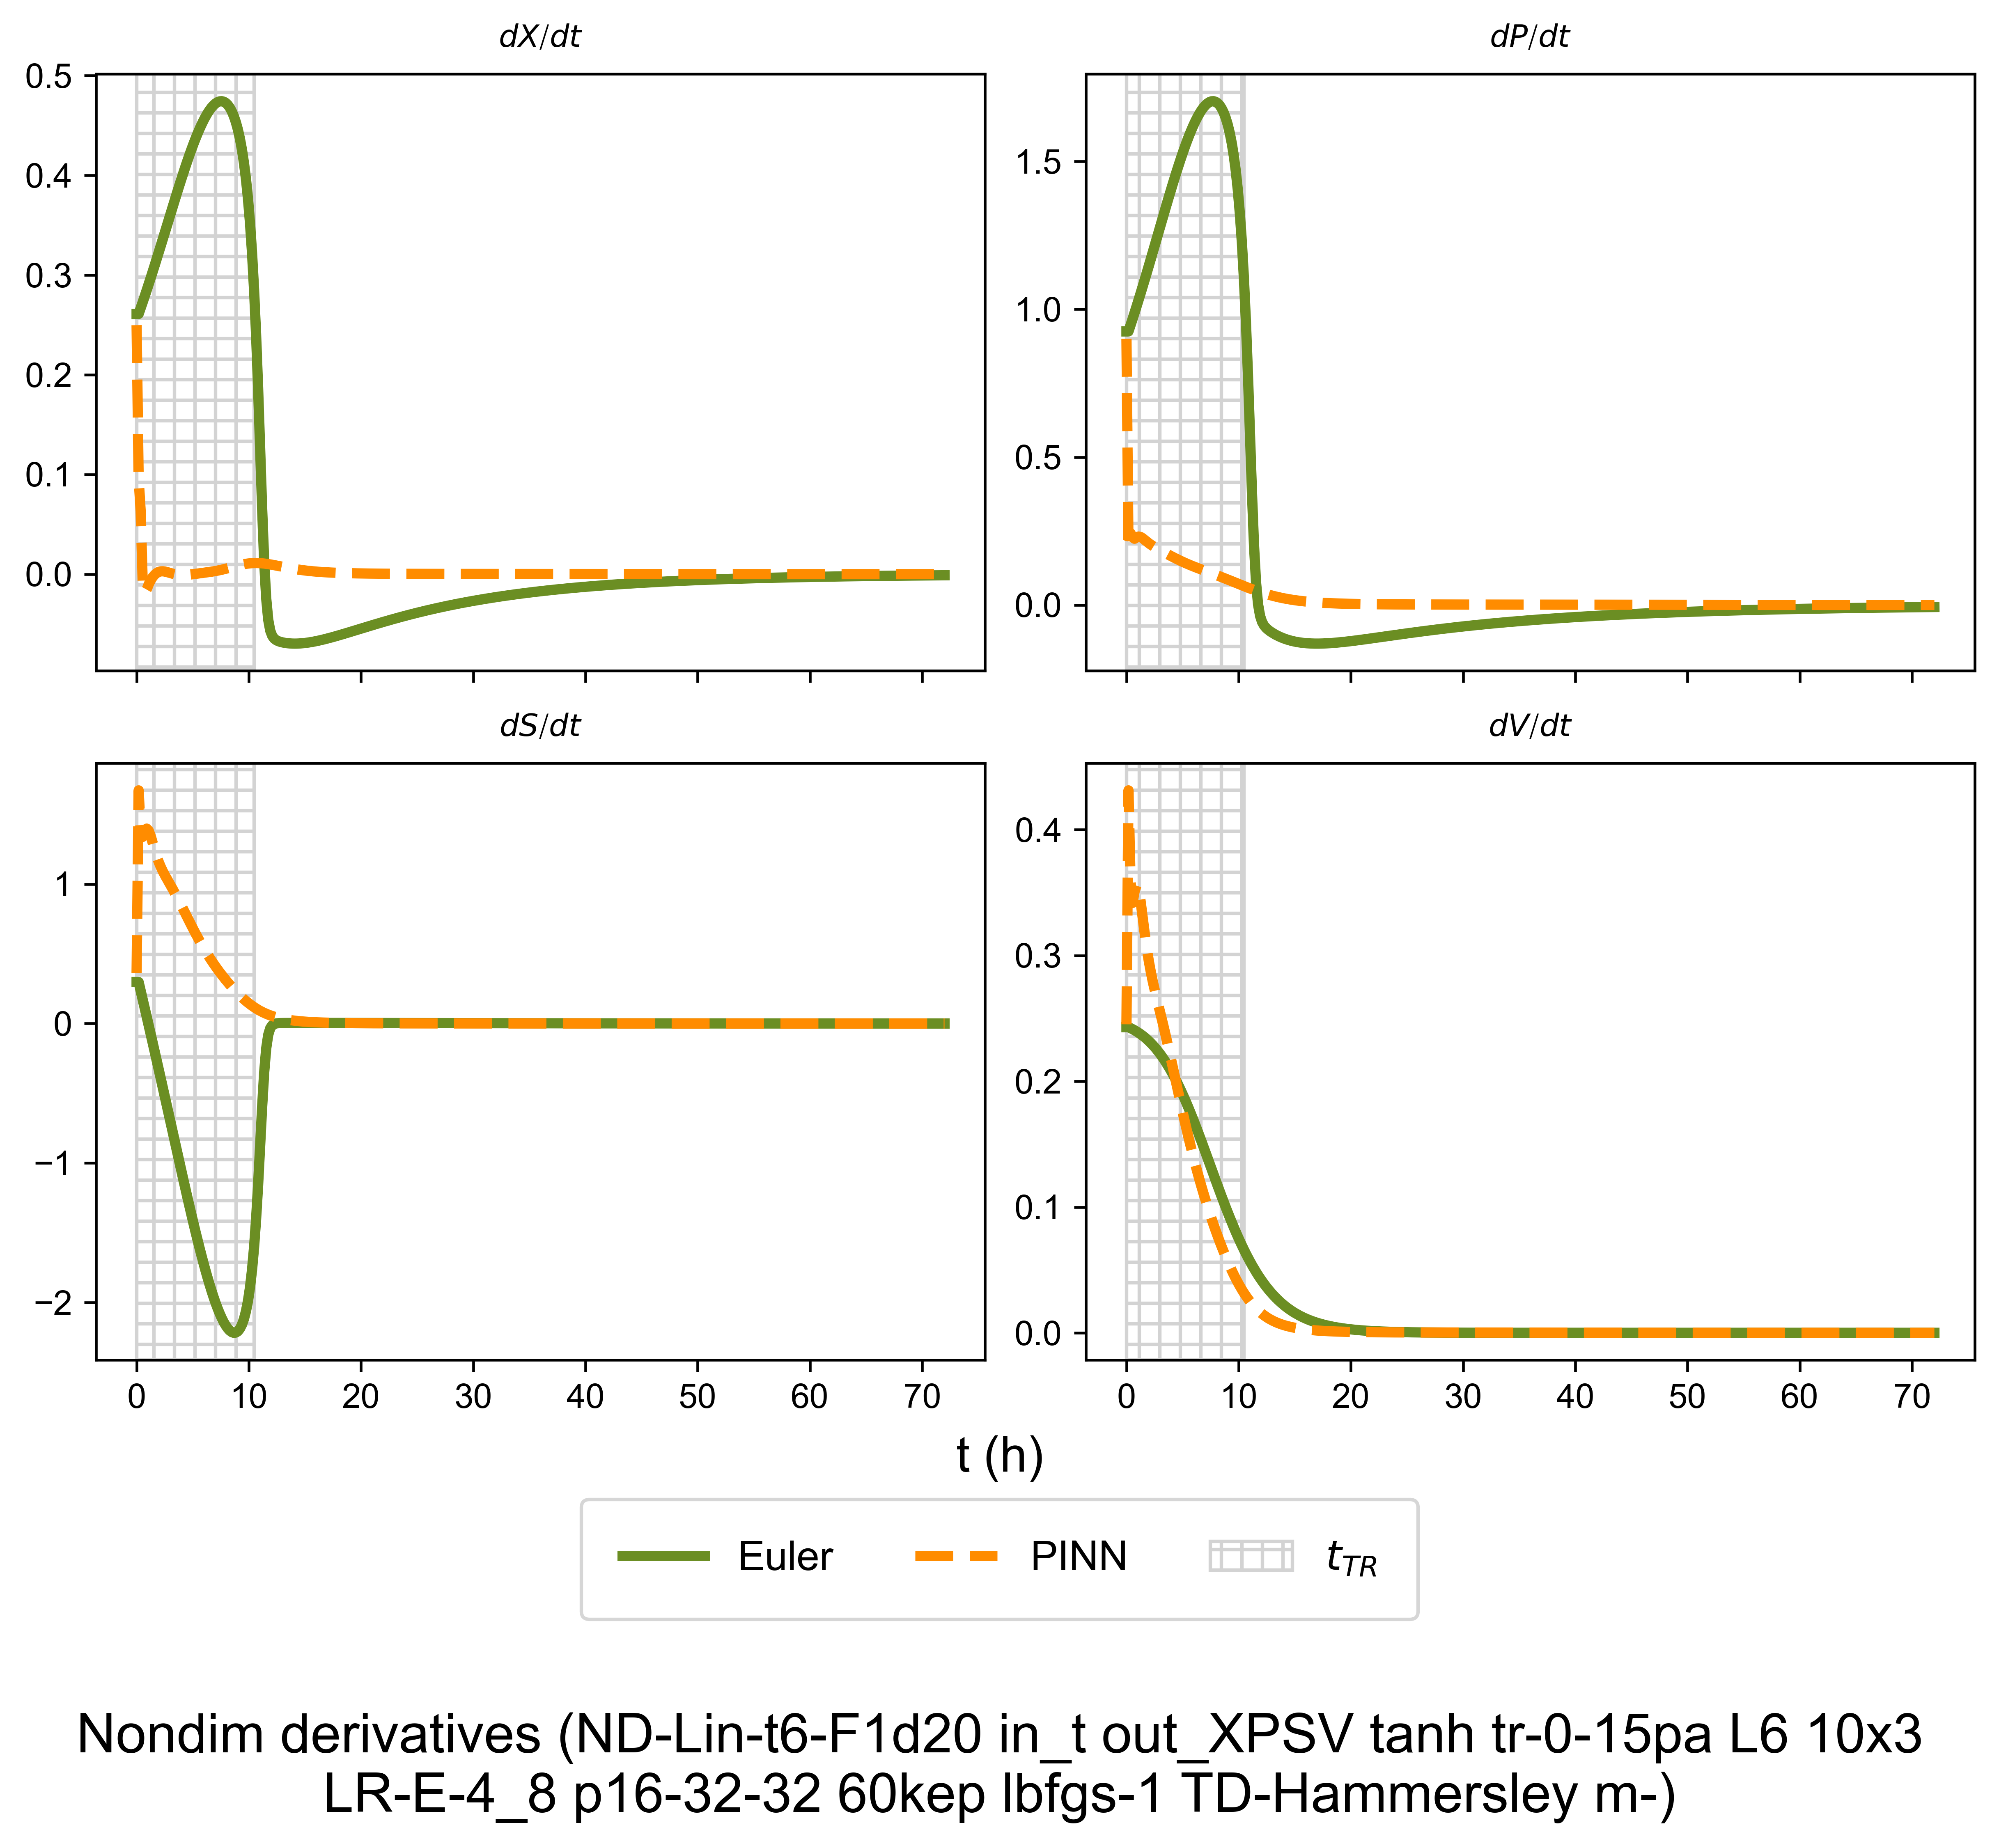 dX/dt
dP/dt
0.5
0.4
0.3
0.2
0.1
0.0
1.5
1.0
0.5
0.0
dS/dt
dV/dt
1
0
−1
−2
0.4
0.3
0.2
0.1
0.0
0 10 20 30 40 50 60 70
0 10 20 30 40 50 60 70
t (h)
Euler PINN t_{TR}
Nondim derivatives (ND-Lin-t6-F1d20 in_t out_XPSV tanh tr-0-15pa L6 10x3
LR-E-4_8 p16-32-32 60kep lbfgs-1 TD-Hammersley m-)